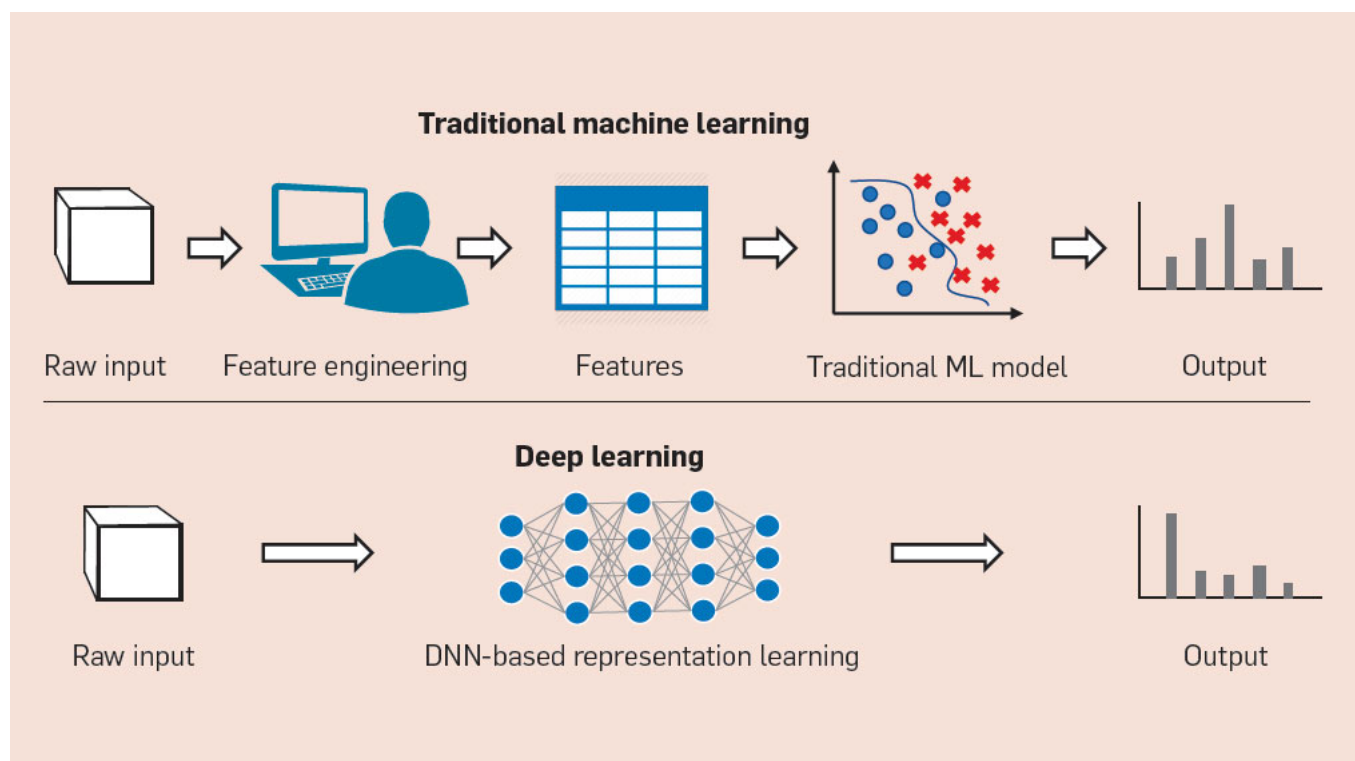 Traditional machine learning
Raw input
Feature engineering
Features
Traditional ML model
Output
Deep learning
Raw input
DNN-based representation learning
Output